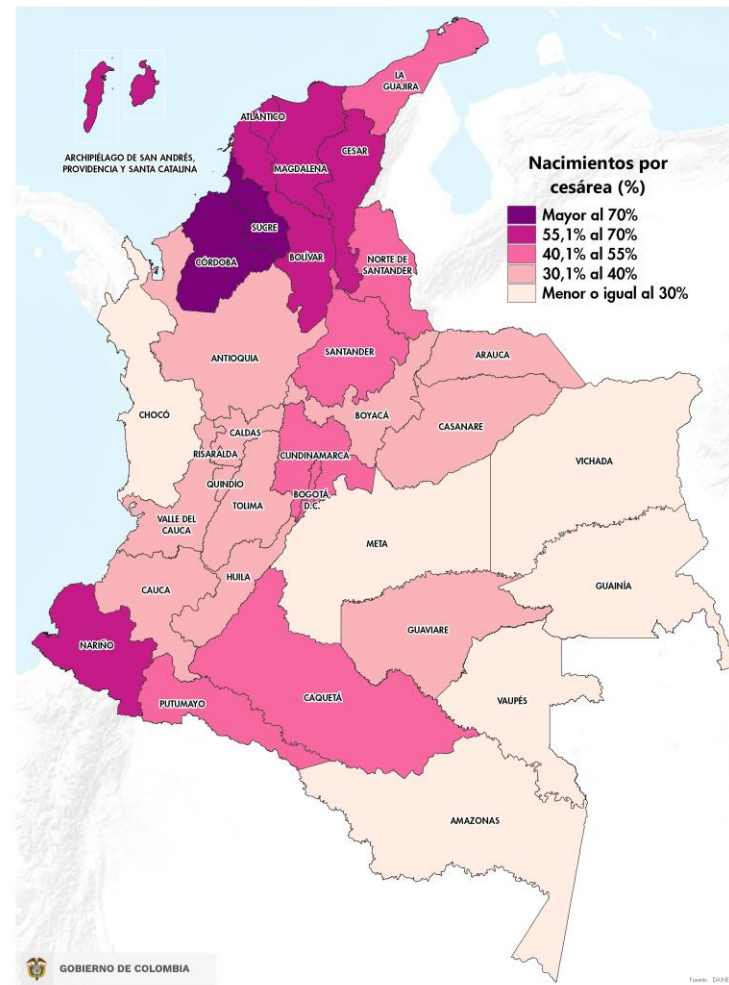 LA
GUAJIRA
ATLÁNTICO
MAGDALENA
CESAR
ARCHIPIÉLAGO DE SAN ANDRÉS,
PROVIDENCIA Y SANTA CATALINA
Nacimientos por
cesárea (%)
Mayor al 70%
55,1% al 70%
40,1% al 55%
30,1% al 40%
Menor o igual al 30%
SUCRE
CÓRDOBA
BOLÍVAR
NORTE DE
SANTANDER
ANTIOQUIA
SANTANDER
ARAUCA
CHOCÓ
BOYACÁ
CASANARE
CALDAS
RISARALDA
CUNDINAMARCA
VICHADA
QUINDÍO
BOGOTÁ
D.C.
TOLIMA
VALLE DEL
CAUCA
META
HUILA
CAUCA
GUAINÍA
GUAVIARE
NARIÑO
PUTUMAYO
CAQUETÁ
VAUPÉS
AMAZONAS
GOBIERNO DE COLOMBIA
Fuente: DANE